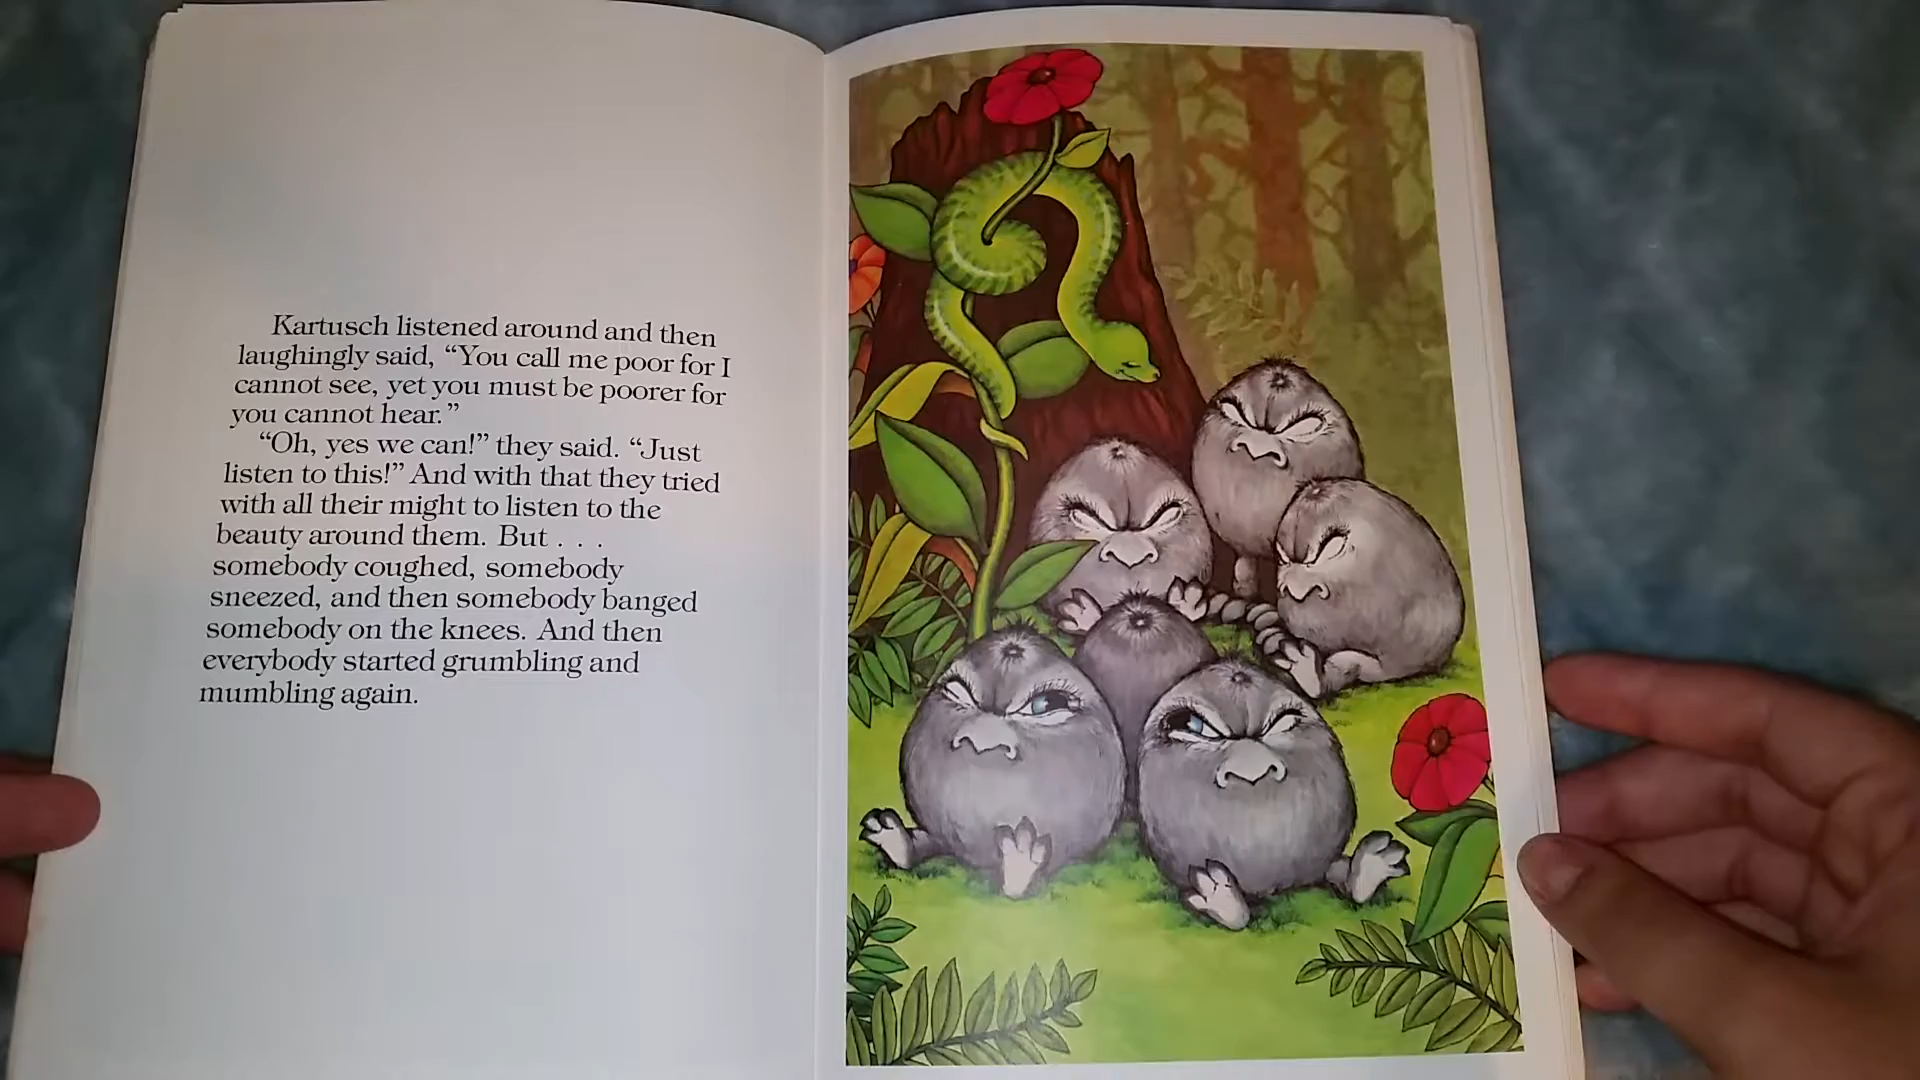 Kartusch listened around and then
laughingly said, “You call me poor for I
cannot see, yet you must be poorer for
you cannot hear.”
“Oh, yes we can!” they said. “Just
listen to this!” And with that they tried
with all their might to listen to the
beauty around them. But . . .
somebody coughed, somebody
sneezed, and then somebody banged
somebody on the knees. And then
everybody started grumbling and
mumbling again.